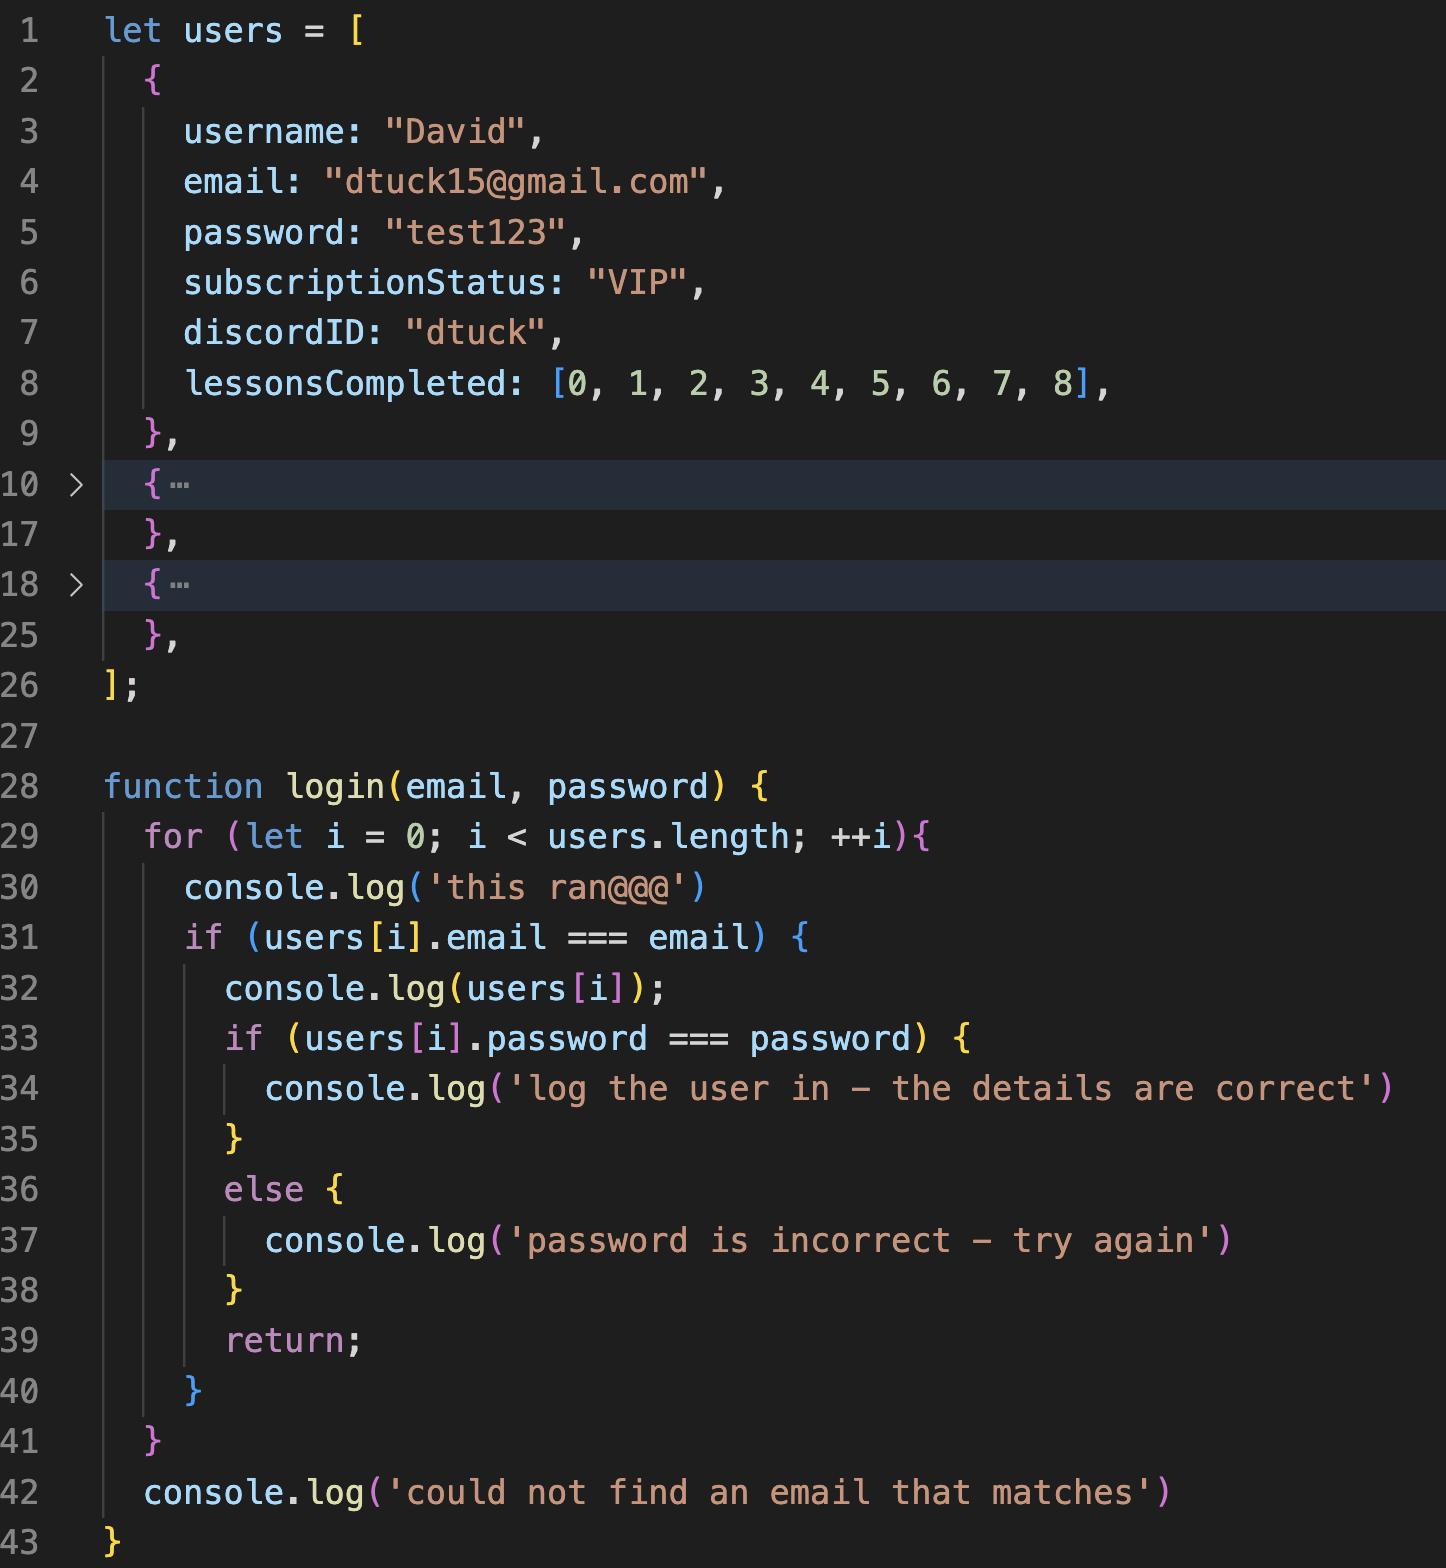 1 let users = [
2 {
3 username: "David",
4 email: "dtuck15@gmail.com",
5 password: "test123",
6 subscriptionStatus: "VIP",
7 discordID: "dtuck",
8 lessonsCompleted: [0, 1, 2, 3, 4, 5, 6, 7, 8],
9 },
10 > { ⋯
17 },
18 > { ⋯
25 },
26 ];
27
28 function login(email, password) {
29 for (let i = 0; i < users.length; ++i){
30 console.log('this ran@@@')
31 if (users[i].email === email) {
32 console.log(users[i]);
33 if (users[i].password === password) {
34 console.log('log the user in – the details are correct')
35 }
36 else {
37 console.log('password is incorrect – try again')
38 }
39 return;
40 }
41 }
42 console.log('could not find an email that matches')
43 }